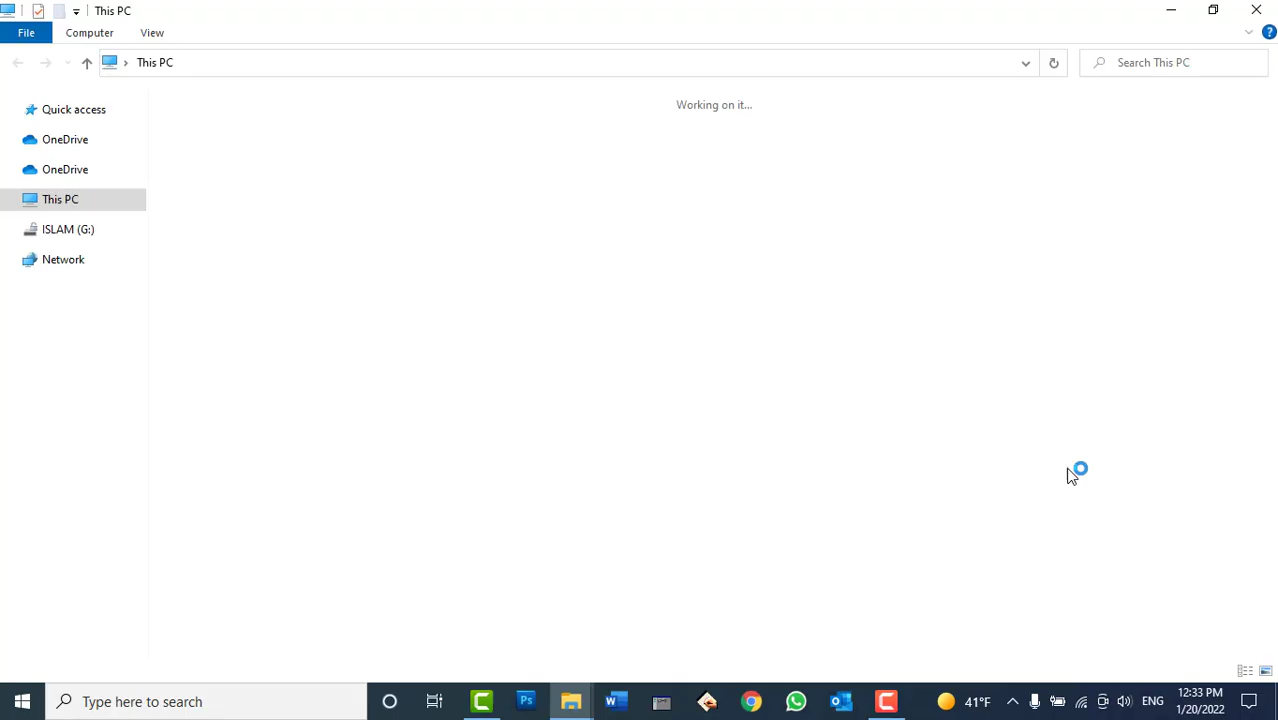 This PC
File Computer View
This PC
Search This PC
Quick access
Working on it...
OneDrive
OneDrive
This PC
ISLAM (G:)
Network
Type here to search
Ps
W
41°F
ENG
12:33 PM
1/20/2022